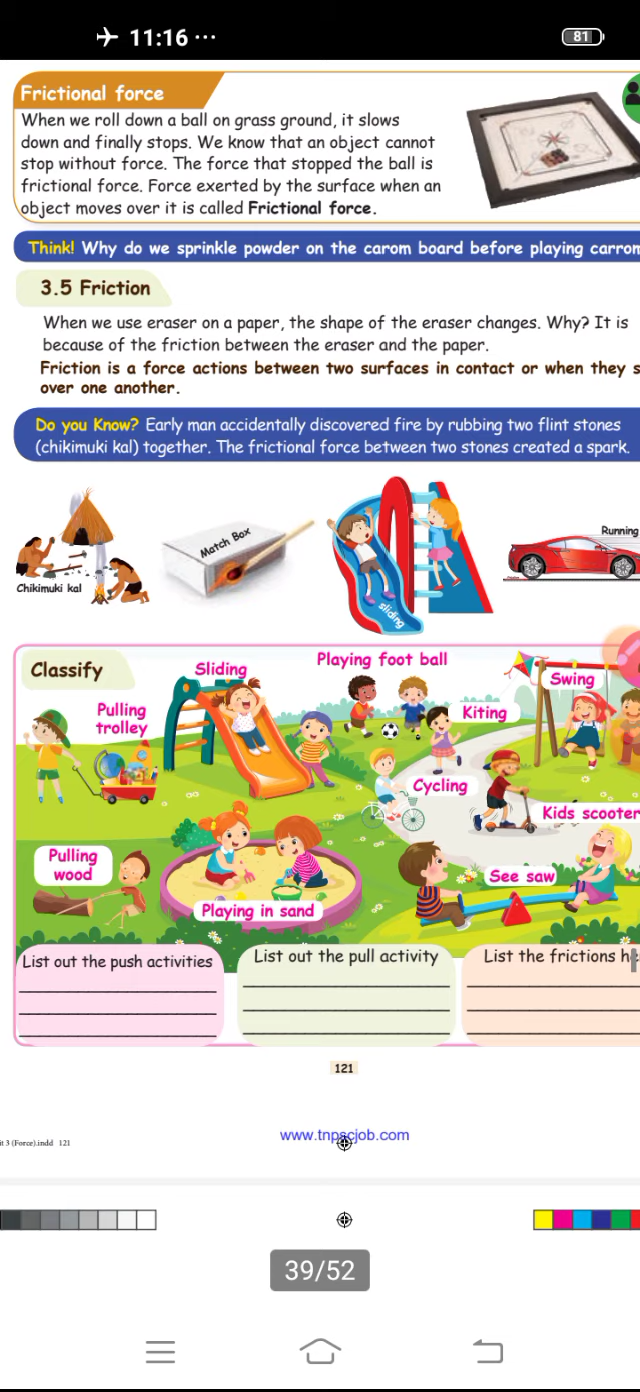 11:16 ...
81
Frictional force
When we roll down a ball on grass ground, it slows
down and finally stops. We know that an object cannot
stop without force. The force that stopped the ball is
frictional force. Force exerted by the surface when an
object moves over it is called Frictional force.
Think! Why do we sprinkle powder on the carom board before playing carrom
3.5 Friction
When we use eraser on a paper, the shape of the eraser changes. Why? It is
because of the friction between the eraser and the paper.
Friction is a force actions between two surfaces in contact or when they s
over one another.
Do you Know? Early man accidentally discovered fire by rubbing two flint stones
(chikimuki kal) together. The frictional force between two stones created a spark.
Chikimuki kal
Match Box
sliding
Running
Classify
Sliding
Playing foot ball
Swing
Pulling
trolley
Kiting
Cycling
Kids scooter
Pulling
wood
See saw
Playing in sand
List out the push activities
List out the pull activity
List the frictions he
121
it 3 (Force).indd 121
www.tnpscjob.com
39/52